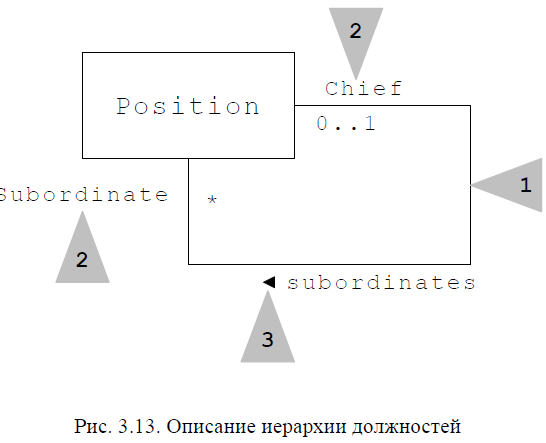 2
Chief
Position
0..1
1
Subordinate
*
2
subordinates
3
Рис. 3.13. Описание иерархии должностей